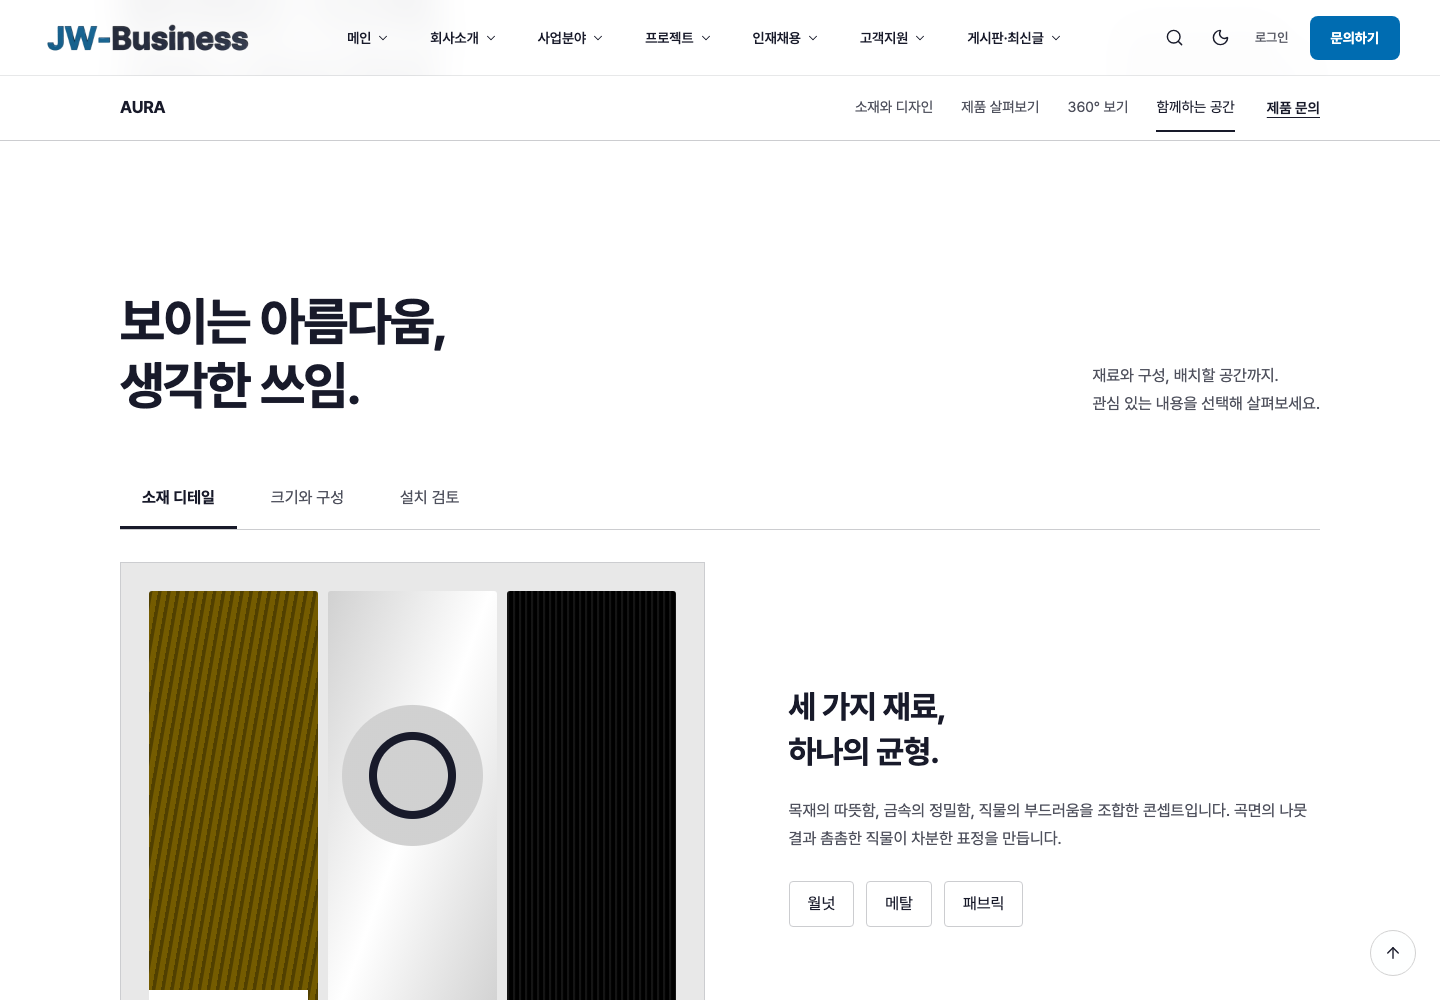 JW-Business
메인
회사소개
사업분야
프로젝트
인재채용
고객지원
게시판·최신글
로그인
문의하기
AURA
소재와 디자인
제품 살펴보기
360° 보기
함께하는 공간
제품 문의
보이는 아름다움,
생각한 쓰임.
재료와 구성, 배치할 공간까지.
관심 있는 내용을 선택해 살펴보세요.
소재 디테일
크기와 구성
설치 검토
세 가지 재료,
하나의 균형.
목재의 따뜻함, 금속의 정밀함, 직물의 부드러움을 조합한 콘셉트입니다. 곡면의 나뭇
결과 촘촘한 직물이 차분한 표정을 만듭니다.
월넛
메탈
패브릭